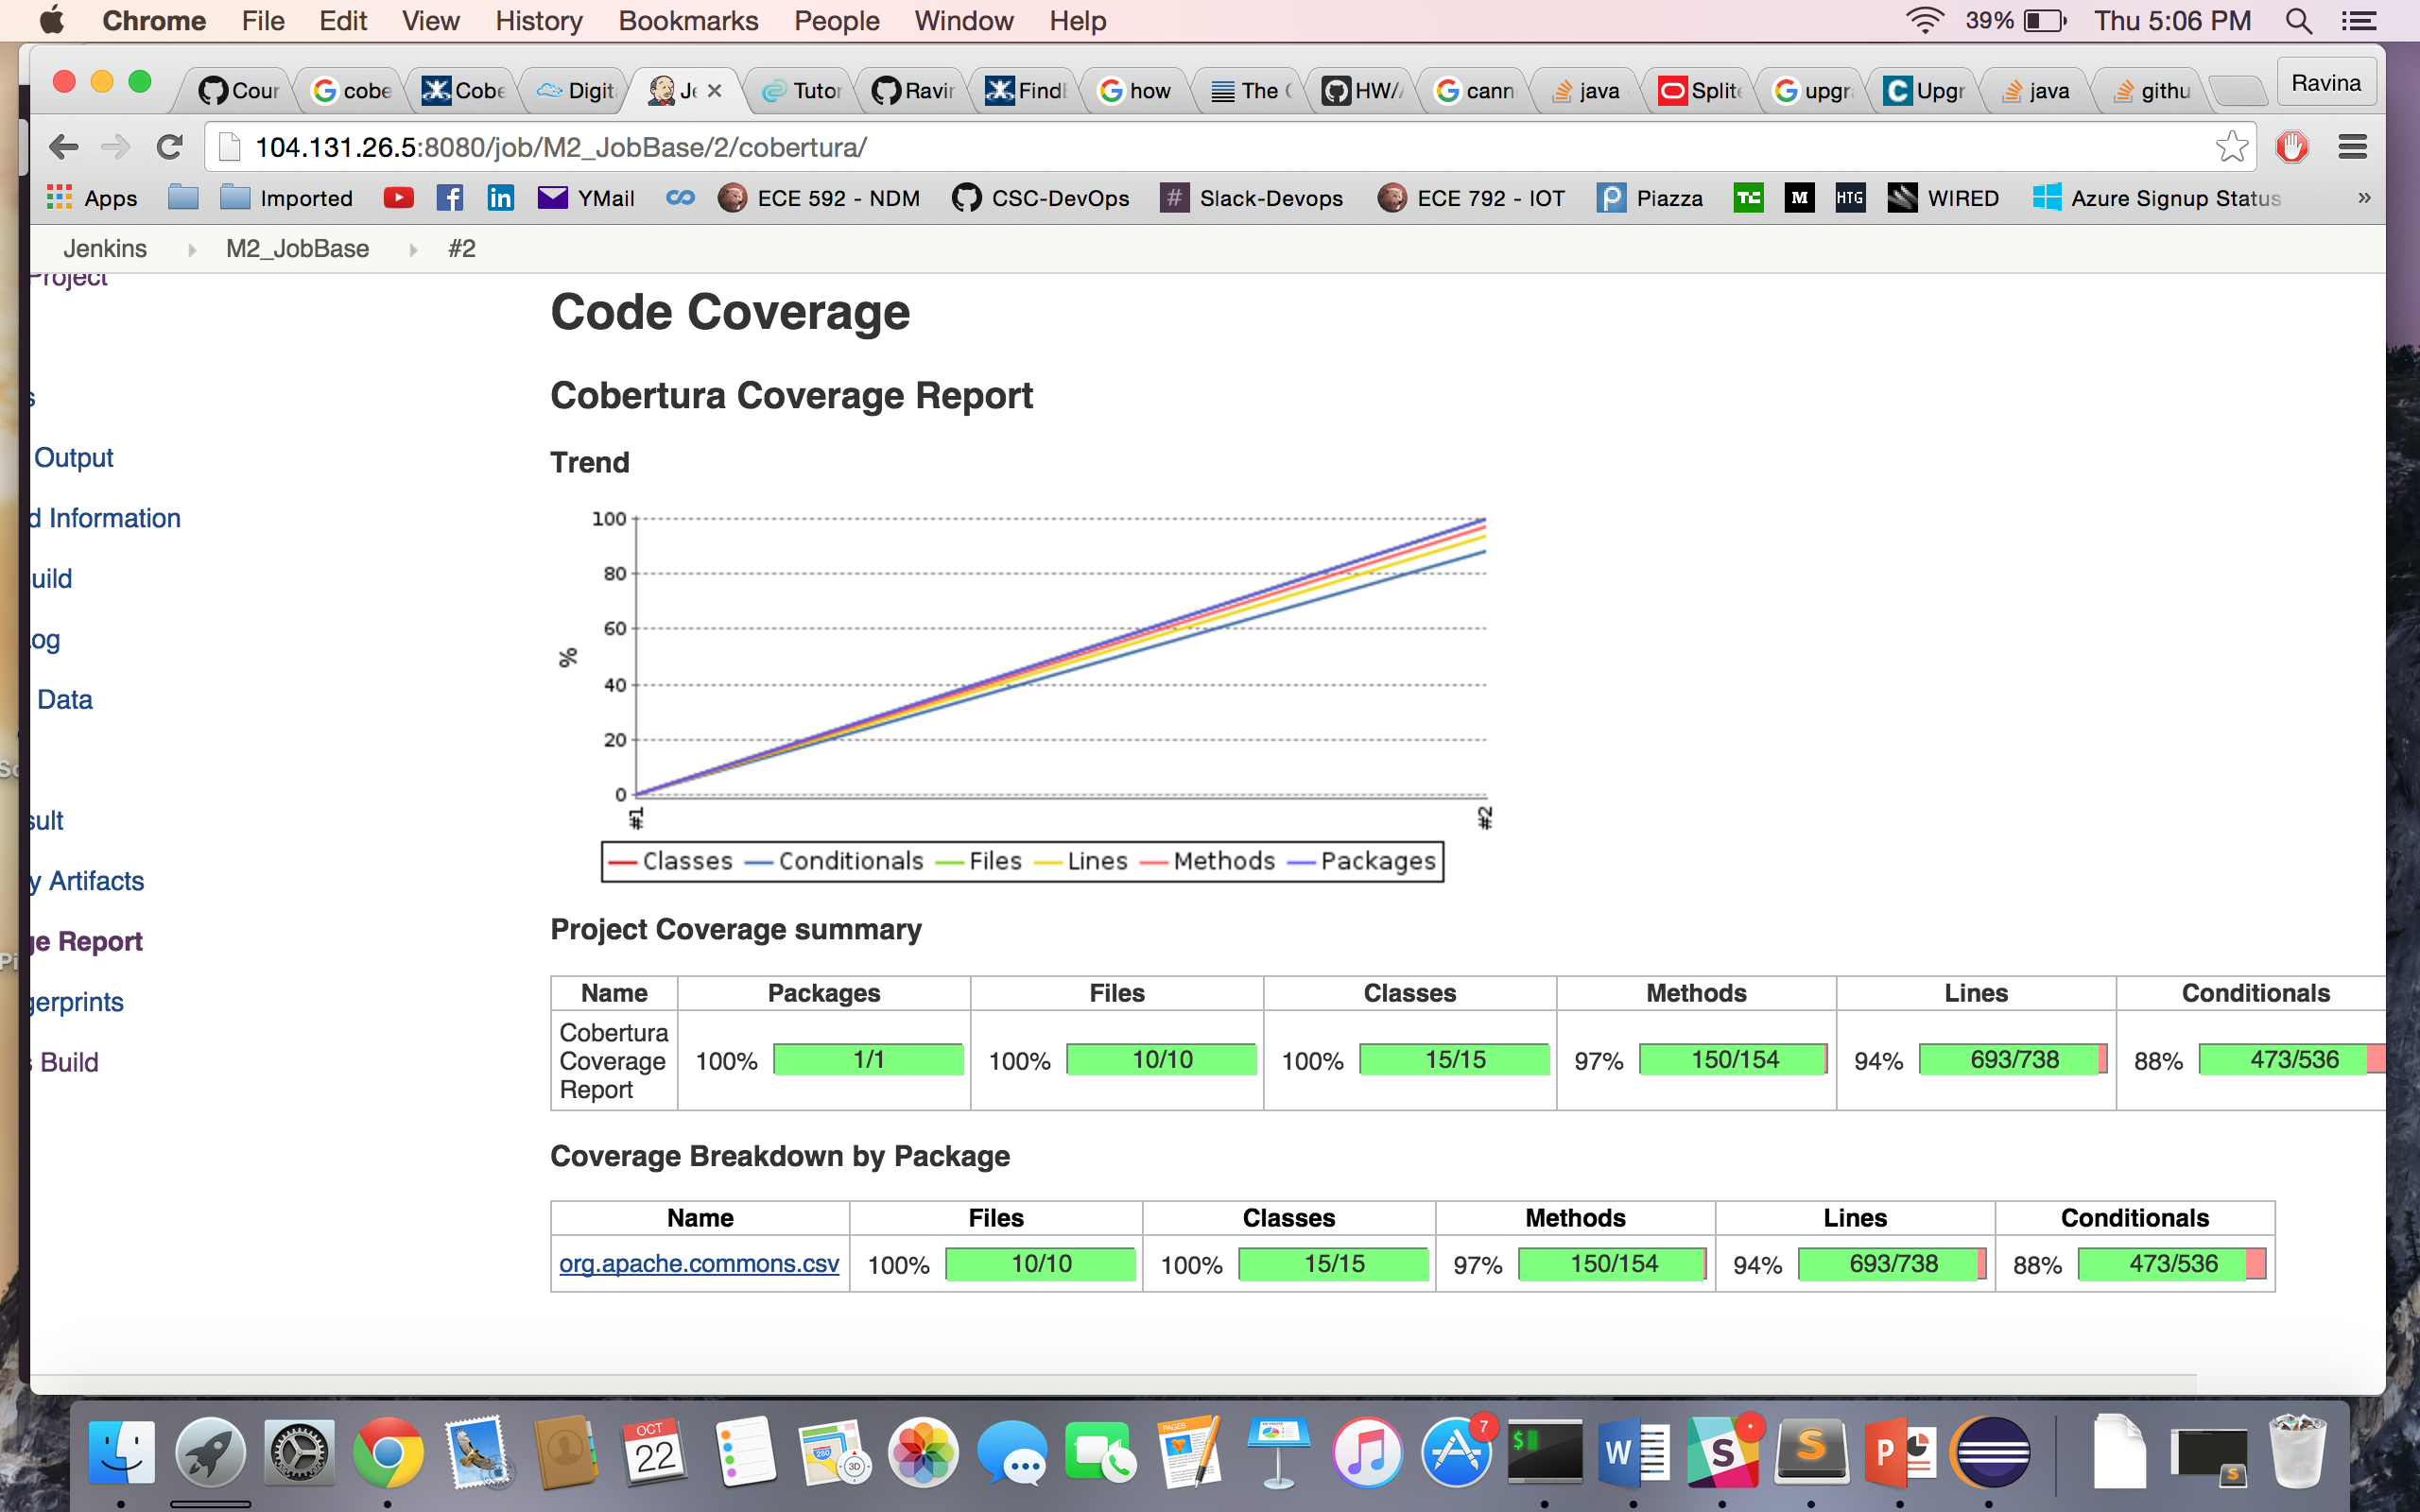 Chrome File Edit View History Bookmarks People Window Help 39% Thu 5:06 PM
Cour cobe Cobe Digit Je Tutor Ravir Find how The HW/ cann java Split upgr Upgr java githu Ravina
104.131.26.5:8080/job/M2_JobBase/2/cobertura/
Apps Imported YMail ECE 592 - NDM CSC-DevOps # Slack-Devops ECE 792 - IOT Piazza TC M HTG WIRED Azure Signup Status »
Jenkins M2_JobBase #2
Project
Code Coverage
Cobertura Coverage Report
s
Output
Trend
d Information
uild
og
Data
sult
y Artifacts
ge Report
gerprints
s Build
100
80
60
40
20
0
%
#1 #2
Classes Conditionals Files Lines Methods Packages
Project Coverage summary
Name Packages Files Classes Methods Lines Conditionals
Cobertura
Coverage
Report
100% 1/1 100% 10/10 100% 15/15 97% 150/154 94% 693/738 88% 473/536
Coverage Breakdown by Package
Name Files Classes Methods Lines Conditionals
org.apache.commons.csv 100% 10/10 100% 15/15 97% 150/154 94% 693/738 88% 473/536
Sc
Pi
OCT
22
280
3D
PAGES
7
$
W
S
S
P
S